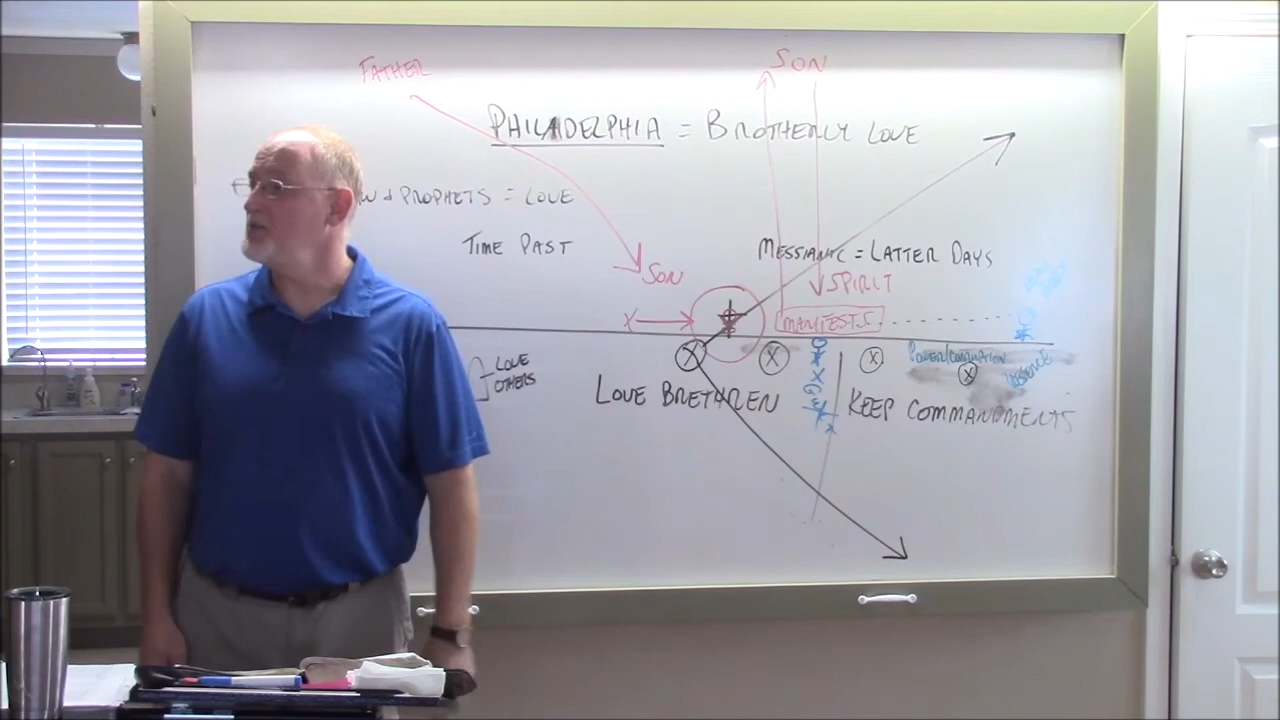 FATHER
SON
PHILADELPHIA = BROTHERLY LOVE
W & PROPHETS = LOVE
TIME PAST
MESSIANIC = LATTER DAYS
SON
SPIRIT
X
MANIFESTS
LOVE
OTHERS
X
X
X
X
LOVE BRETHREN
KEEP COMMANDMENTS